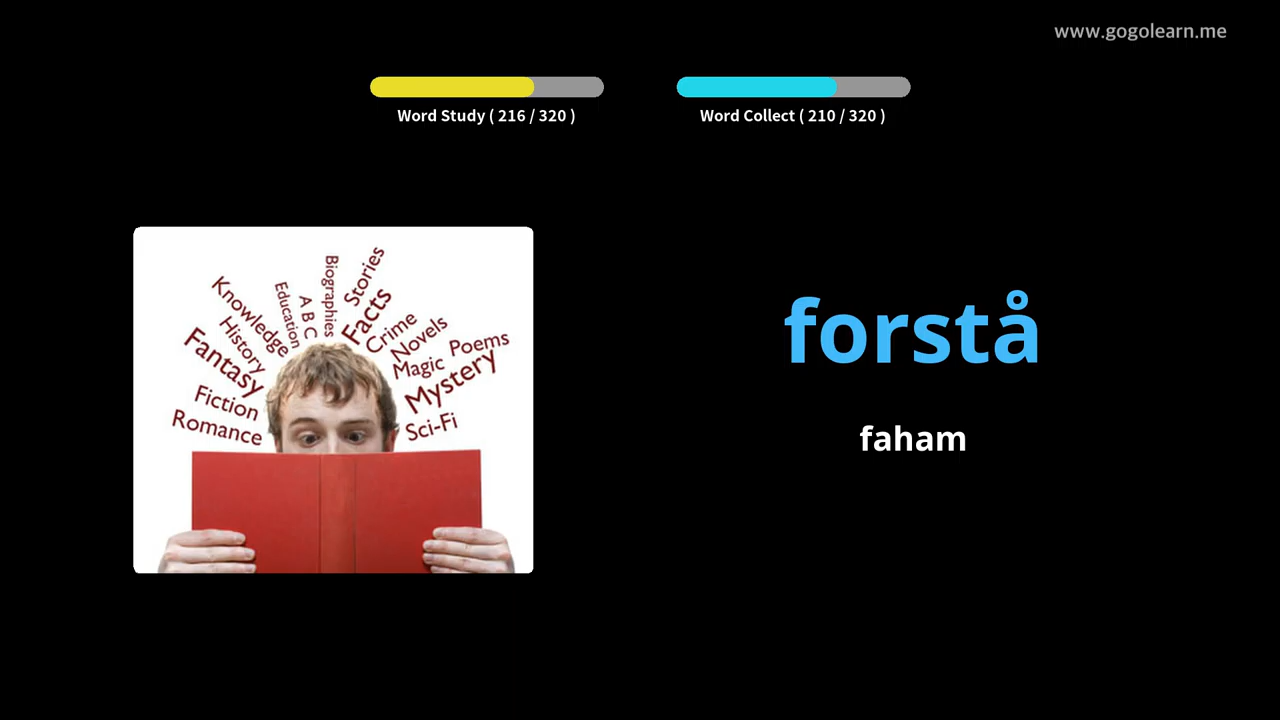 www.gogolearn.me
Word Study ( 216 / 320 )
Word Collect ( 210 / 320 )
Knowledge
History
Fantasy
Fiction
Romance
Education
A B C
Biographies
Stories
Facts
Crime
Novels
Magic
Poems
Mystery
Sci-Fi
forstå
faham